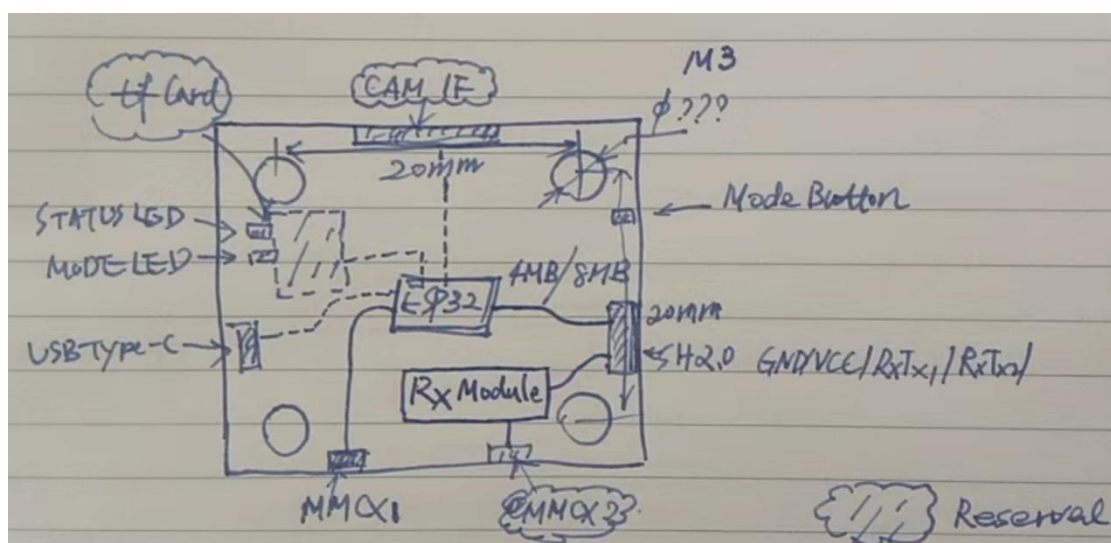 M3
tf Card
CAM IF
φ???
20mm
STATUS LED
MODE LED
Mode Button
4MB/8MB
ESP32
20mm
USB Type-C
SH2.0 GND/VCC/RxTx1/RxTx2/
Rx Module
MMCX1
MMCX2
Reserval